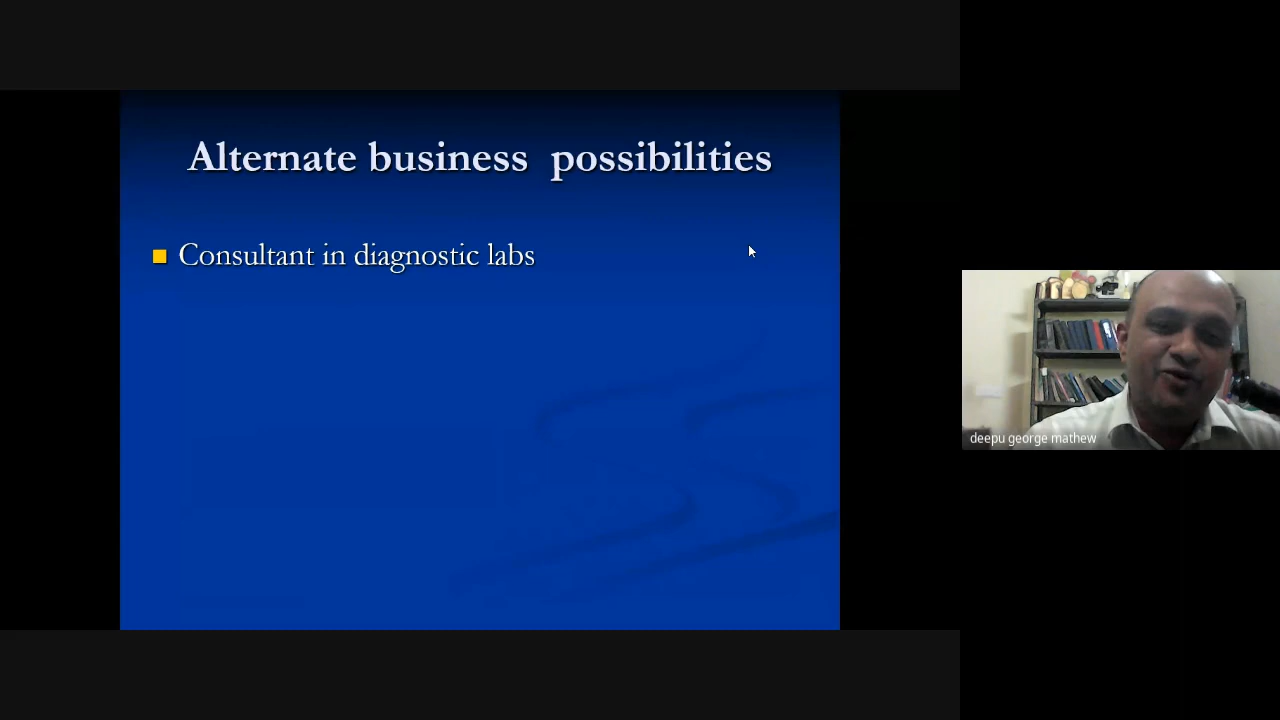 Alternate business possibilities
Consultant in diagnostic labs
deepu george mathew